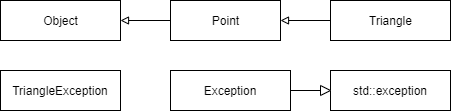 Object
Point
Triangle
TriangleException
Exception
std::exception